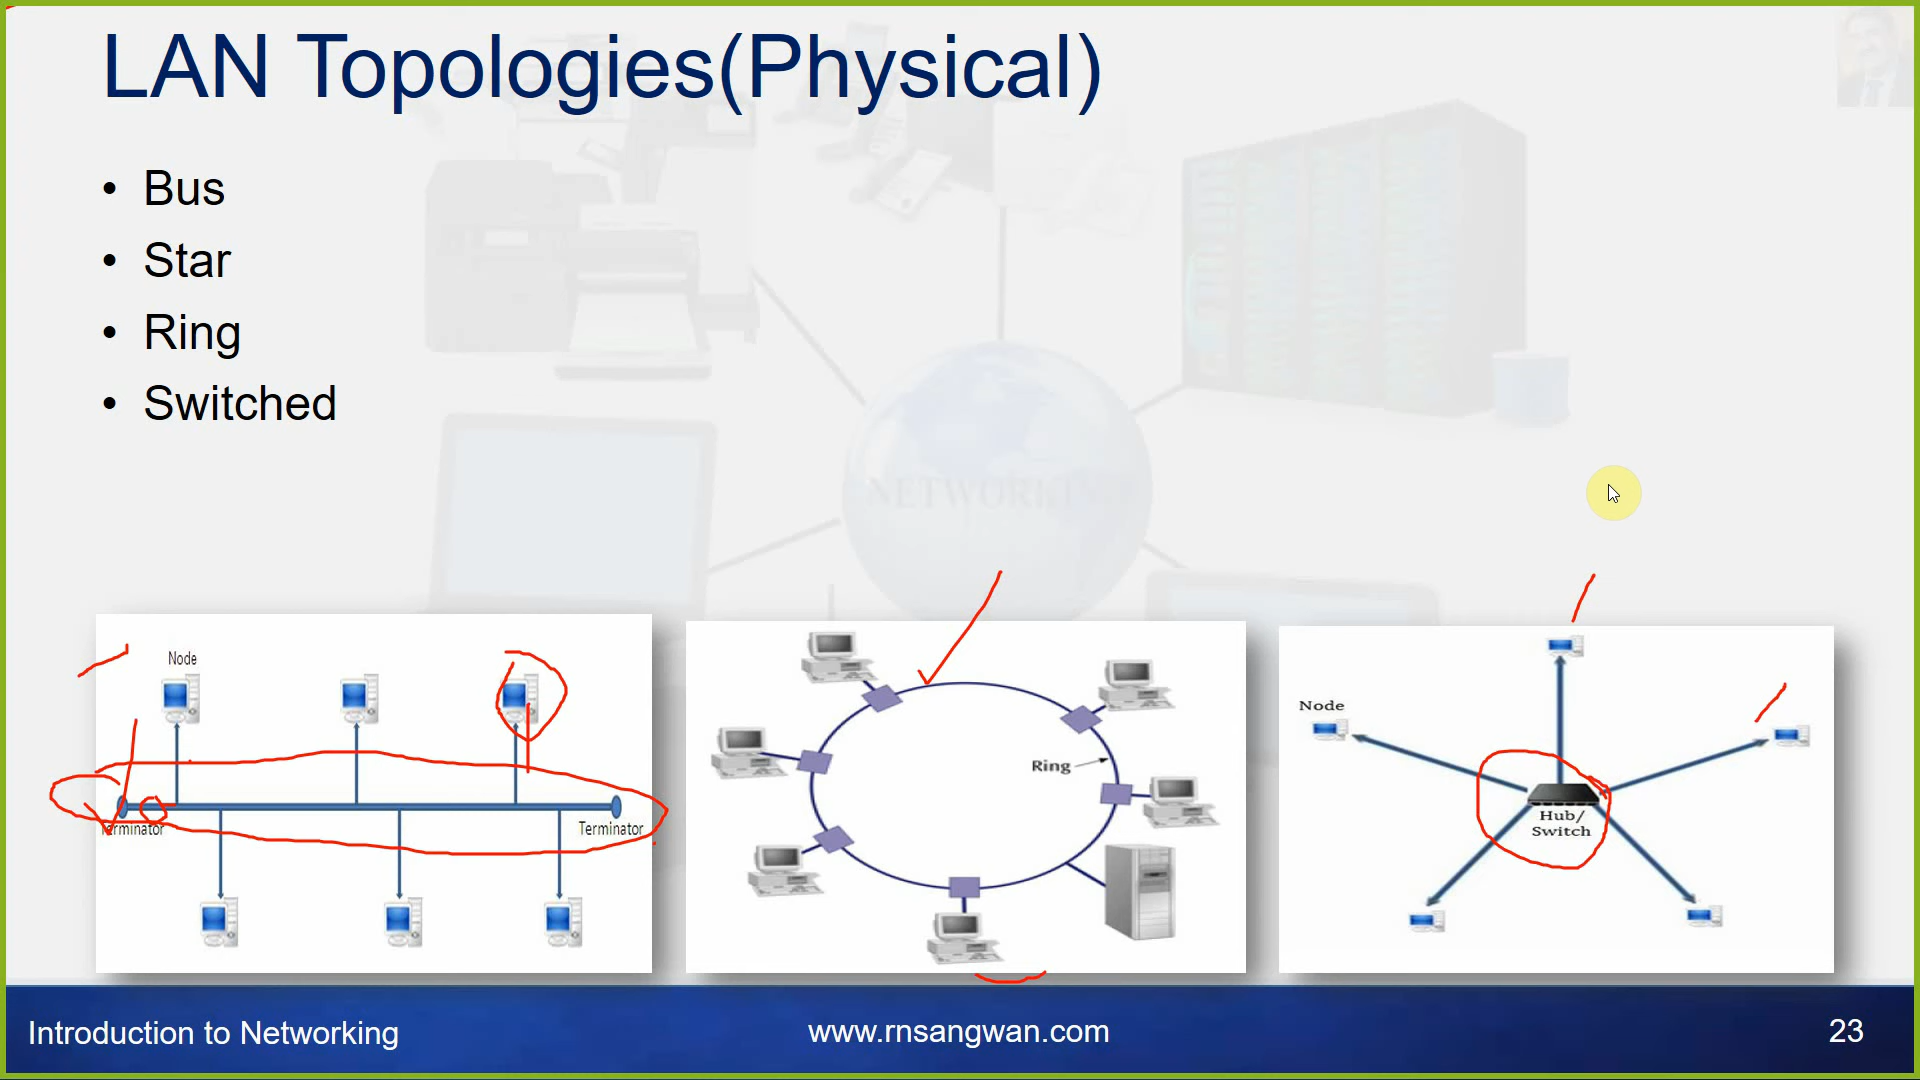 LAN Topologies(Physical)
• Bus
• Star
• Ring
• Switched
NETWORK
Node
Terminator
Terminator
Ring
Node
Hub/
Switch
Introduction to Networking
www.rnsangwan.com
23